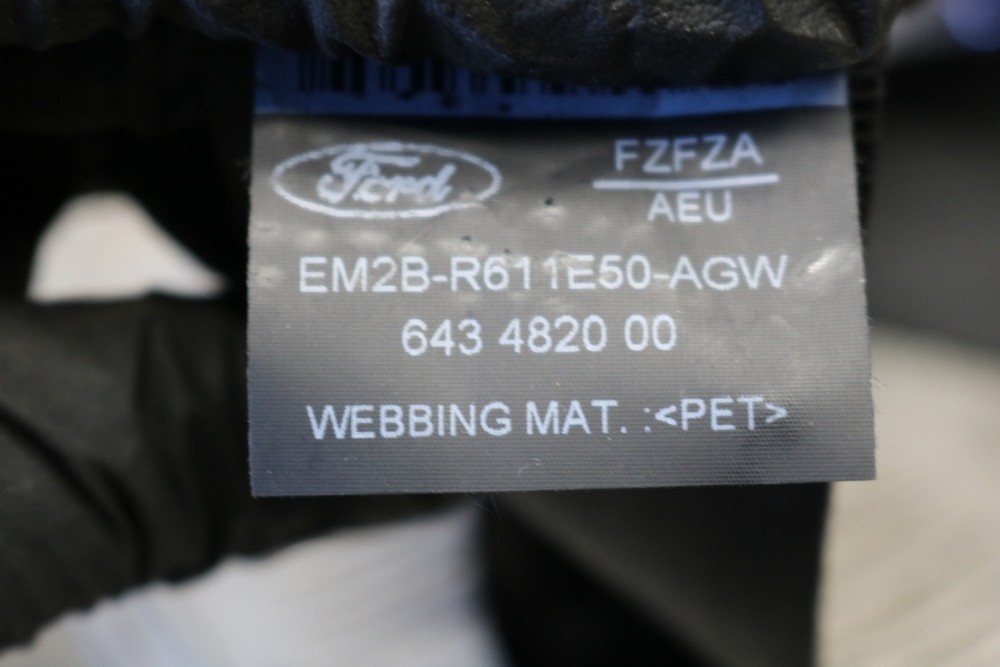 Ford
FZFZA
AEU
EM2B-R611E50-AGW
643 4820 00
WEBBING MAT. :<PET>